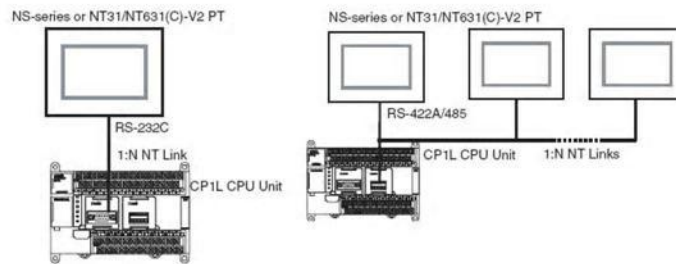 NS-series or NT31/NT631(C)-V2 PT
RS-232C
1:N NT Link
CP1L CPU Unit
NS-series or NT31/NT631(C)-V2 PT
RS-422A/485
CP1L CPU Unit
1:N NT Links